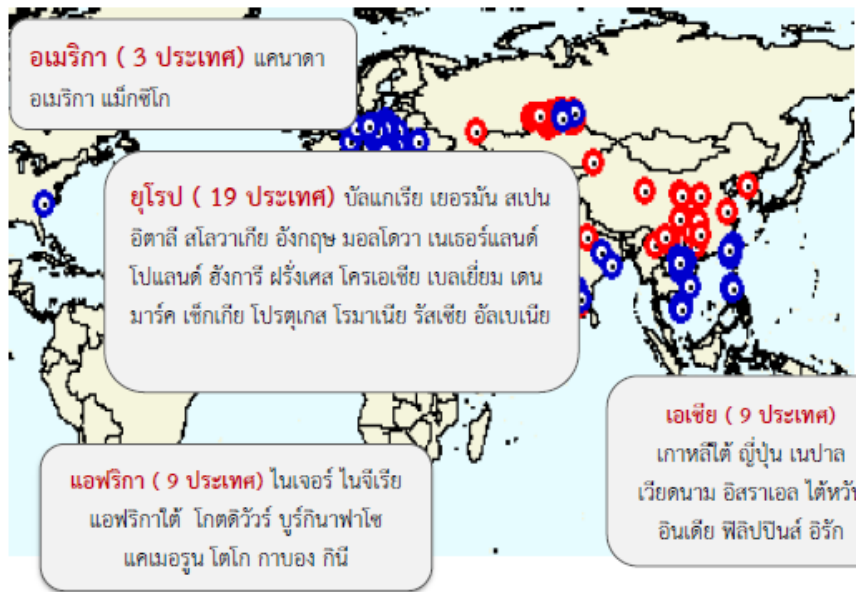 อเมริกา ( 3 ประเทศ) แคนาดา
อเมริกา แม็กซิโก
ยุโรป ( 19 ประเทศ) บัลแกเรีย เยอรมัน สเปน
อิตาลี สโลวาเกีย อังกฤษ มอลโดวา เนเธอร์แลนด์
โปแลนด์ ฮังการี ฝรั่งเศส โครเอเชีย เบลเยี่ยม เดน
มาร์ค เช็กเกีย โปรตุเกส โรมาเนีย รัสเซีย อัลเบเนีย
แอฟริกา ( 9 ประเทศ) ไนเจอร์ ไนจีเรีย
แอฟริกาใต้ โกตดิวัวร์ บูร์กินาฟาโซ
แคเมอรูน โตโก กาบอง กินี
เอเซีย ( 9 ประเทศ)
เกาหลีใต้ ญี่ปุ่น เนปาล
เวียดนาม อิสราเอล ไต้หวัน
อินเดีย ฟิลิปปินส์ อิรัก